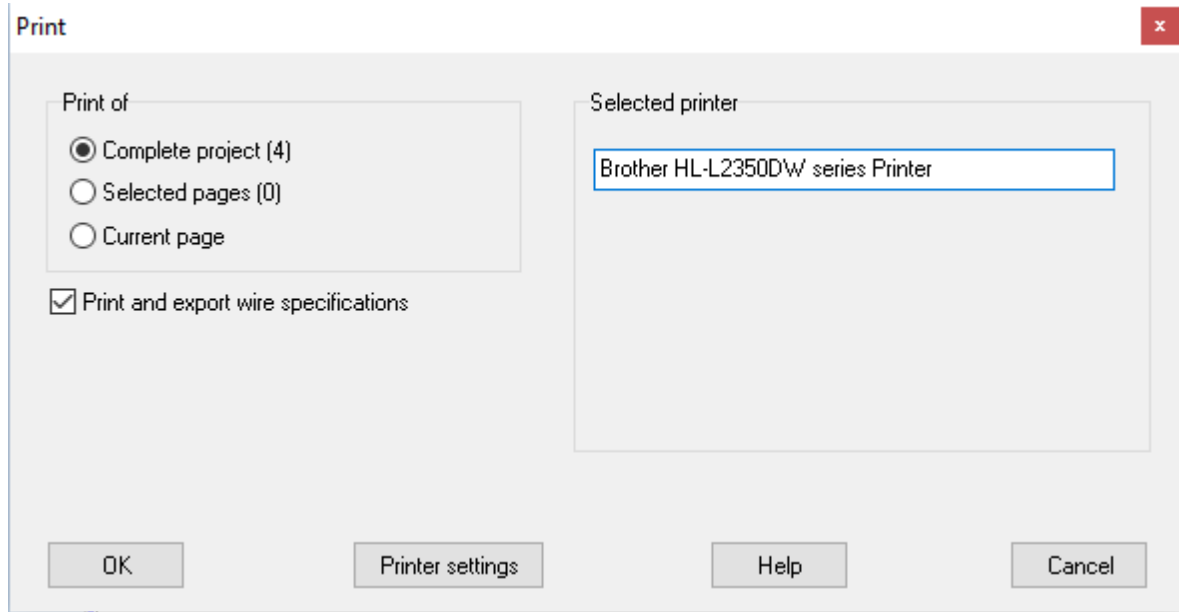 Print
x
Print of
Complete project (4)
Selected pages (0)
Current page
Print and export wire specifications
Selected printer
Brother HL-L2350DW series Printer
OK
Printer settings
Help
Cancel